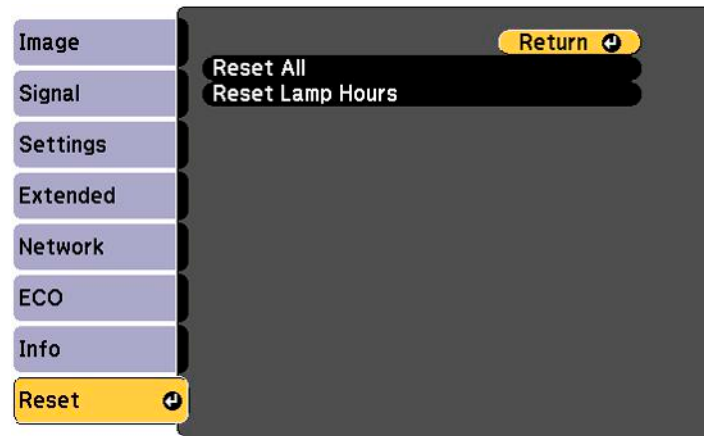 Image
Signal
Settings
Extended
Network
ECO
Info
Reset
Return
Reset All
Reset Lamp Hours